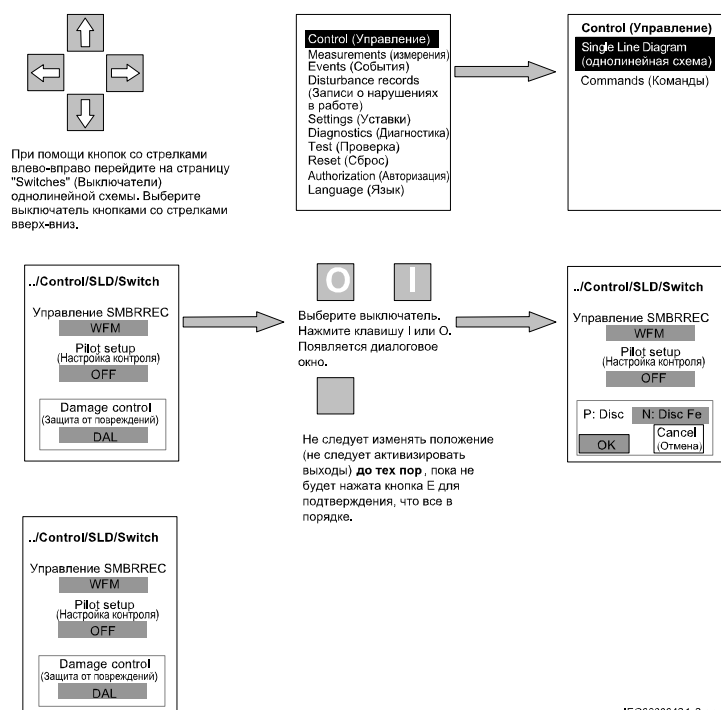 При помощи кнопок со стрелками
влево-вправо перейдите на страницу
"Switches" (Выключатели)
однолинейной схемы. Выберите
выключатель кнопками со стрелками
вверх-вниз.
Control (Управление)
Measurements (измерения)
Events (События)
Disturbance records
(Записи о нарушениях
в работе)
Settings (Уставки)
Diagnostics (Диагностика)
Test (Проверка)
Reset (Сброс)
Authorization (Авторизация)
Language (Язык)
Control (Управление)
Single Line Diagram
(однолинейная схема)
Commands (Команды)
../Control/SLD/Switch
Управление SMBRREC
WFM
Pilot setup
(Настройка контроля)
OFF
Damage control
(Защита от повреждений)
DAL
O I
Выберите выключатель.
Нажмите клавишу I или O.
Появляется диалоговое
окно.
Не следует изменять положение
(не следует активизировать
выходы) до тех пор, пока не
будет нажата кнопка E для
подтверждения, что все в
порядке.
../Control/SLD/Switch
Управление SMBRREC
WFM
Pilot setup
(Настройка контроля)
OFF
P: Disc N: Disc Fe
OK
Cancel
(Отмена)
../Control/SLD/Switch
Управление SMBRREC
WFM
Pilot setup
(Настройка контроля)
OFF
Damage control
(Защита от повреждений)
DAL